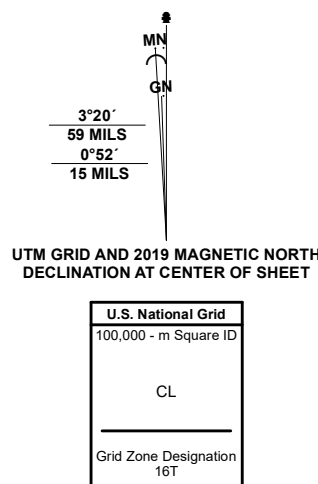 MN
GN
3°20´
59 MILS
0°52´
15 MILS
UTM GRID AND 2019 MAGNETIC NORTH
DECLINATION AT CENTER OF SHEET
U.S. National Grid
100,000 - m Square ID
CL
Grid Zone Designation
16T